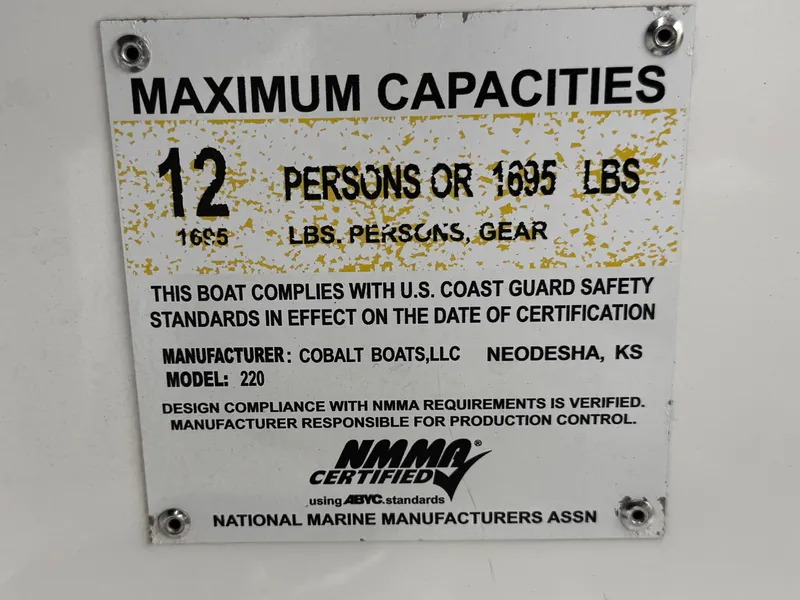 MAXIMUM CAPACITIES
12 PERSONS OR 1695 LBS
1695 LBS. PERSONS, GEAR
THIS BOAT COMPLIES WITH U.S. COAST GUARD SAFETY
STANDARDS IN EFFECT ON THE DATE OF CERTIFICATION
MANUFACTURER: COBALT BOATS,LLC NEODESHA, KS
MODEL: 220
DESIGN COMPLIANCE WITH NMMA REQUIREMENTS IS VERIFIED.
MANUFACTURER RESPONSIBLE FOR PRODUCTION CONTROL.
NMMA®
CERTIFIED
using ABYC.standards
NATIONAL MARINE MANUFACTURERS ASSN